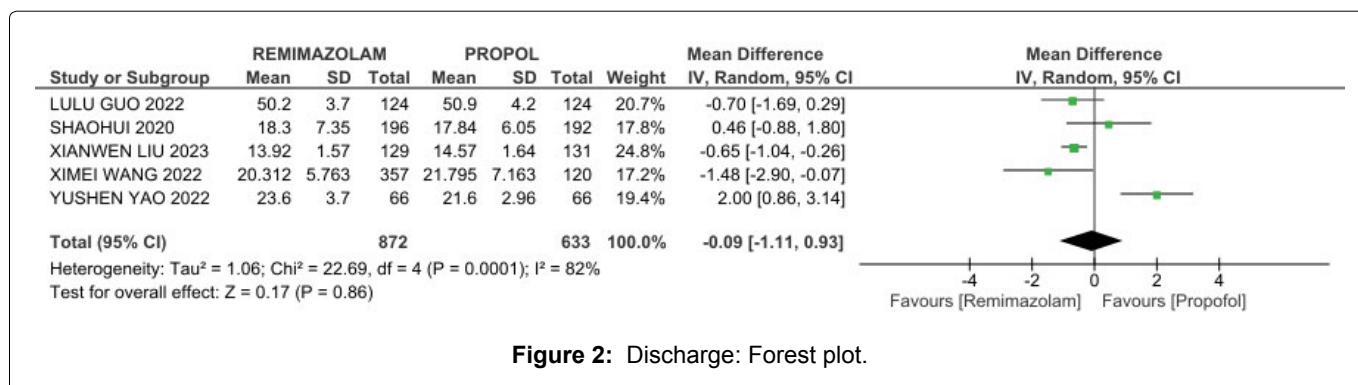 REMIMAZOLAM PROPOL Mean Difference Mean Difference
Study or Subgroup Mean SD Total Mean SD Total Weight IV, Random, 95% CI IV, Random, 95% CI
LULU GUO 2022 50.2 3.7 124 50.9 4.2 124 20.7% -0.70 [-1.69, 0.29]
SHAOHUI 2020 18.3 7.35 196 17.84 6.05 192 17.8% 0.46 [-0.88, 1.80]
XIANWEN LIU 2023 13.92 1.57 129 14.57 1.64 131 24.8% -0.65 [-1.04, -0.26]
XIMEI WANG 2022 20.312 5.763 357 21.795 7.163 120 17.2% -1.48 [-2.90, -0.07]
YUSHEN YAO 2022 23.6 3.7 66 21.6 2.96 66 19.4% 2.00 [0.86, 3.14]
Total (95% CI) 872 633 100.0% -0.09 [-1.11, 0.93]
Heterogeneity: Tau² = 1.06; Chi² = 22.69, df = 4 (P = 0.0001); I² = 82%
Test for overall effect: Z = 0.17 (P = 0.86)
-4 -2 0 2 4
Favours [Remimazolam] Favours [Propofol]
Figure 2: Discharge: Forest plot.